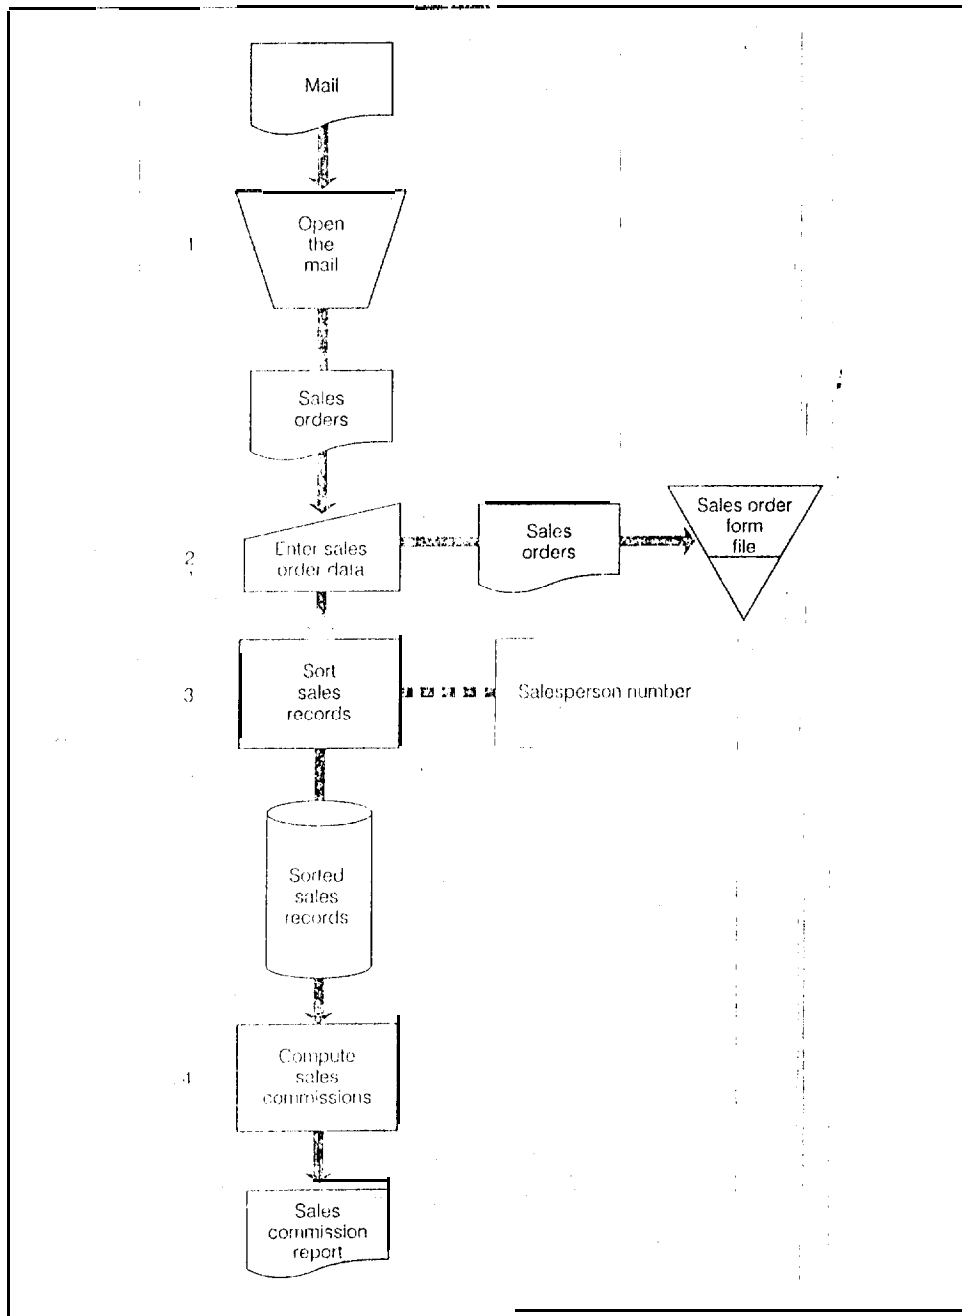 Mail
1
Open
the
mail
Sales
orders
2
Enter sales
order data
Sales
orders
Sales order
form
file
3
Sort
sales
records
Salesperson number
Sorted
sales
records
4
Compute
sales
commissions
Sales
commission
report